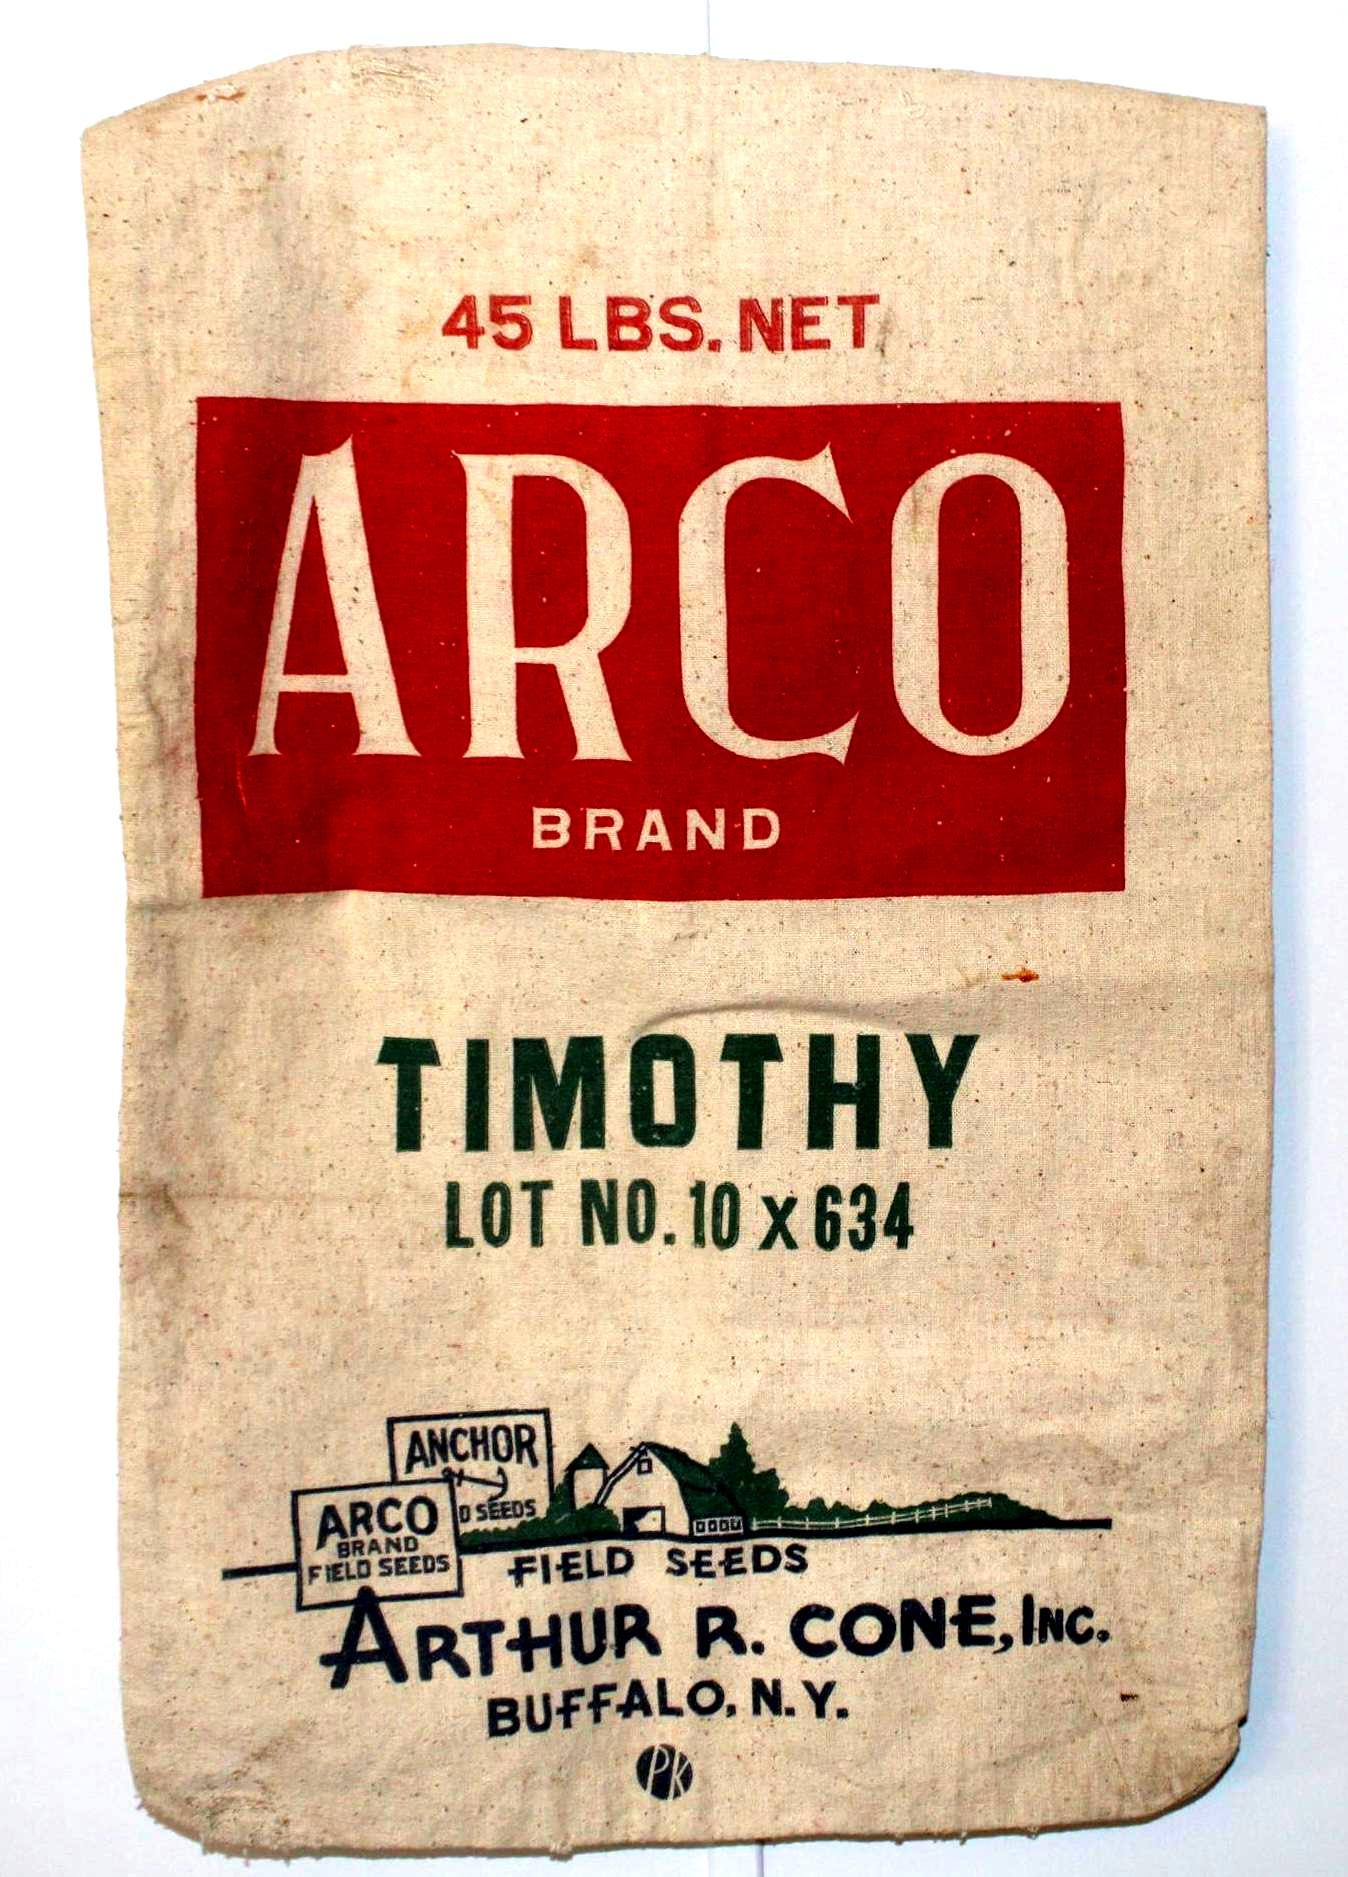 45 LBS. NET
ARCO
BRAND
TIMOTHY
LOT NO. 10 X 634
ANCHOR
D SEEDS
ARCO
BRAND
FIELD SEEDS
FIELD SEEDS
ARTHUR R. CONE, INC.
BUFFALO, N.Y.
PK